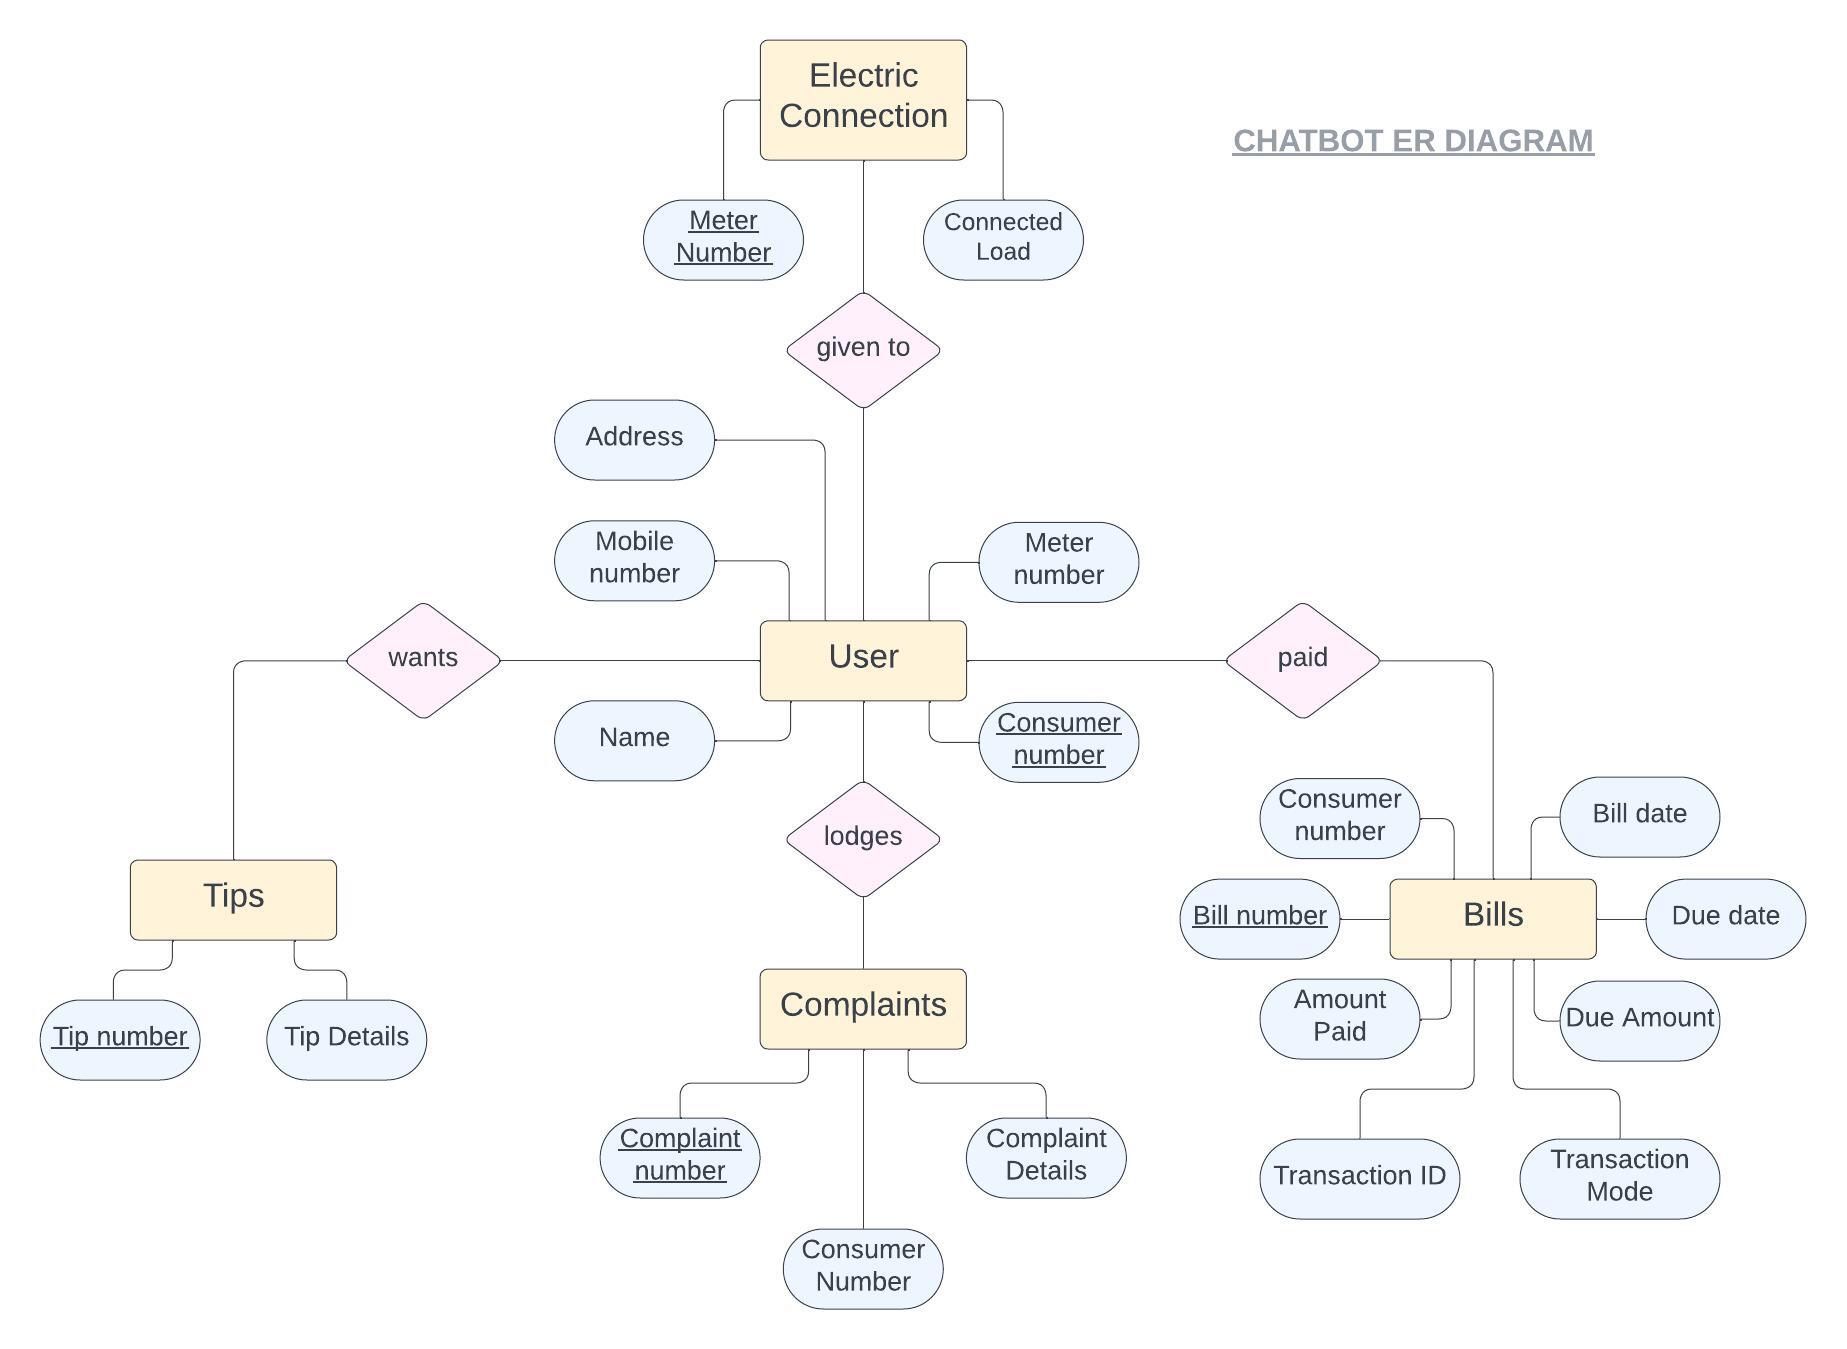 Electric
Connection
CHATBOT ER DIAGRAM
Meter
Number
Connected
Load
given to
Address
Mobile
number
Meter
number
wants
User
paid
Name
Consumer
number
lodges
Consumer
number
Bill date
Tips
Bill number
Bills
Due date
Tip number
Tip Details
Complaints
Amount
Paid
Due Amount
Complaint
number
Complaint
Details
Transaction ID
Transaction
Mode
Consumer
Number